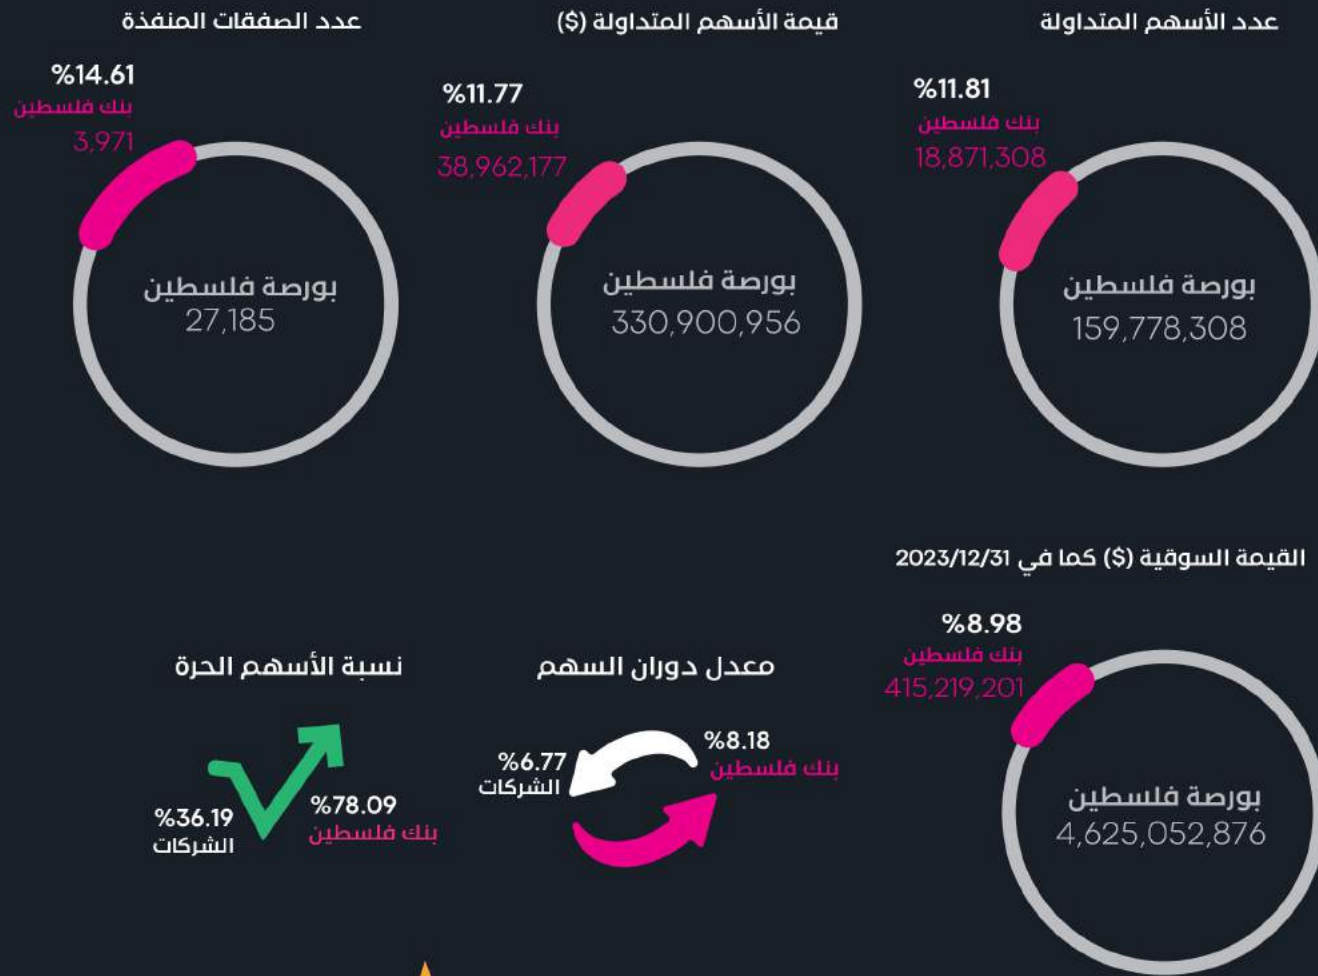 عدد الأسهم المتداولة
%11.81
بنك فلسطين
18,871,308
بورصة فلسطين
159,778,308
قيمة الأسهم المتداولة ($)
%11.77
بنك فلسطين
38,962,177
بورصة فلسطين
330,900,956
عدد الصفقات المنفذة
%14.61
بنك فلسطين
3,971
بورصة فلسطين
27,185
القيمة السوقية ($) كما في 2023/12/31
%8.98
بنك فلسطين
415,219,201
بورصة فلسطين
4,625,052,876
معدل دوران السهم
%8.18
بنك فلسطين
%6.77
الشركات
نسبة الأسهم الحرة
%78.09
بنك فلسطين
%36.19
الشركات